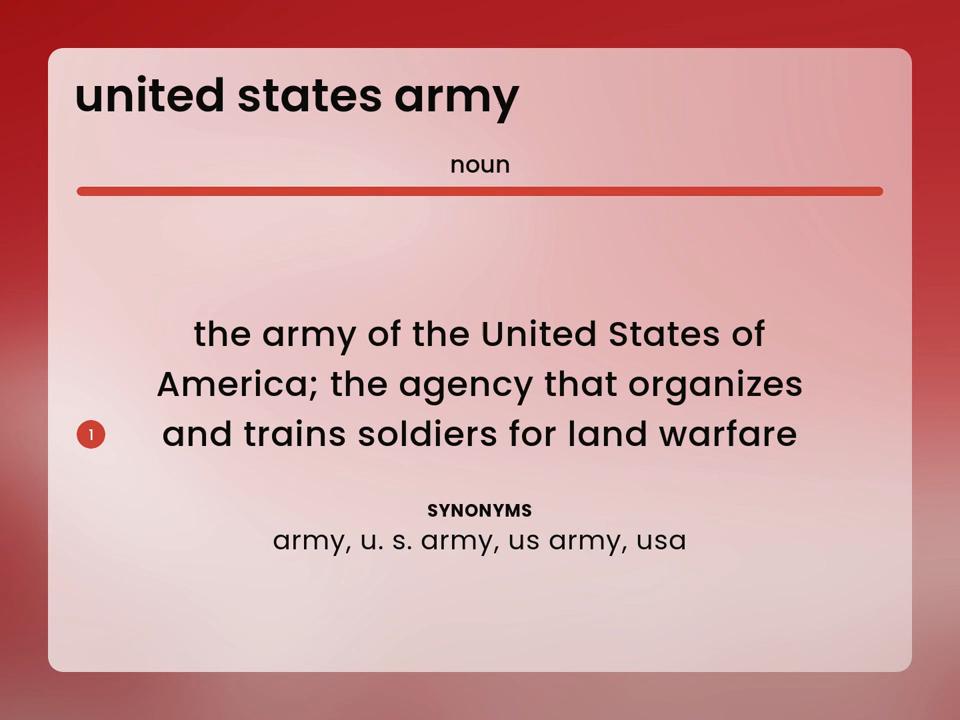 united states army
noun
the army of the United States of
America; the agency that organizes
1 and trains soldiers for land warfare
SYNONYMS
army, u. s. army, us army, usa